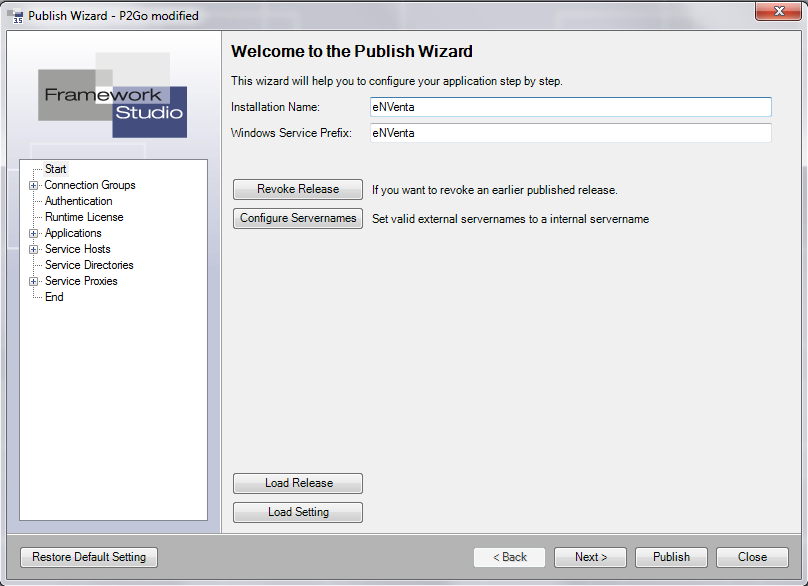 Publish Wizard - P2Go modified
Framework
Studio
Start
Connection Groups
Authentication
Runtime License
Applications
Service Hosts
Service Directories
Service Proxies
End
Welcome to the Publish Wizard
This wizard will help you to configure your application step by step.
Installation Name: eNVenta
Windows Service Prefix: eNVenta
Revoke Release If you want to revoke an earlier published release.
Configure Servernames Set valid external servernames to a internal servername
Load Release
Load Setting
Restore Default Setting < Back Next > Publish Close